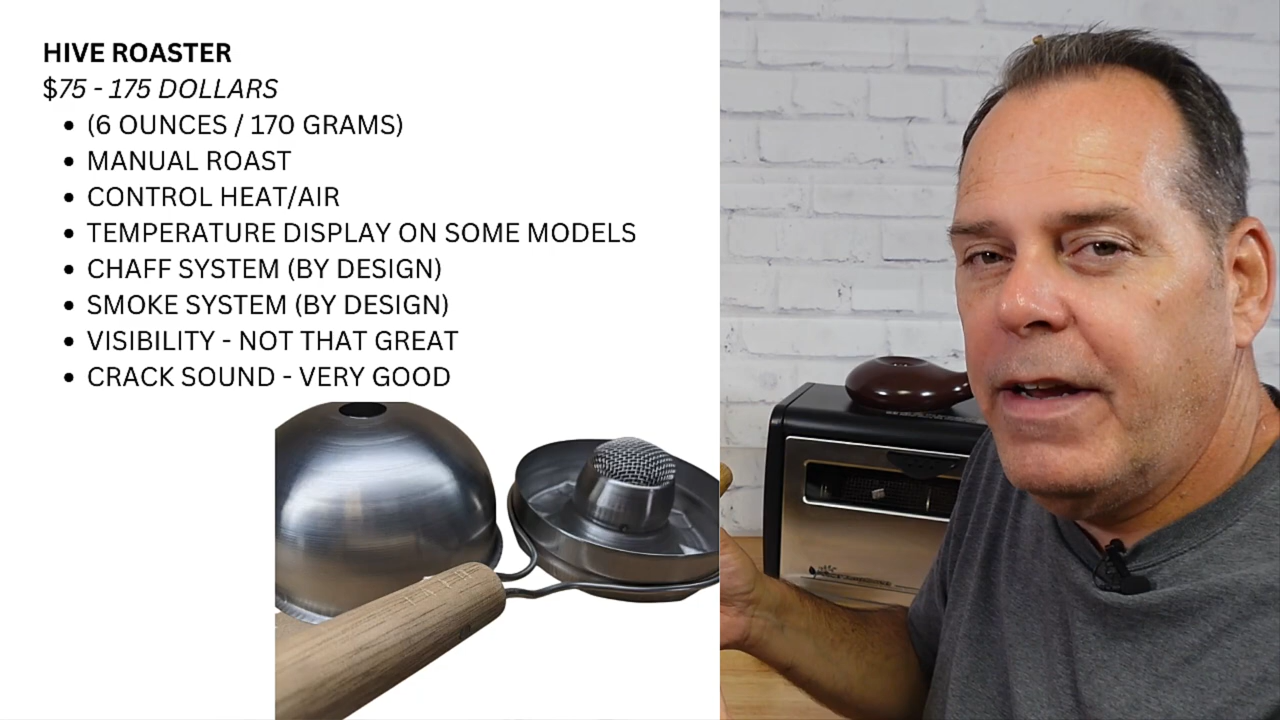 HIVE ROASTER
$75 - 175 DOLLARS
• (6 OUNCES / 170 GRAMS)
• MANUAL ROAST
• CONTROL HEAT/AIR
• TEMPERATURE DISPLAY ON SOME MODELS
• CHAFF SYSTEM (BY DESIGN)
• SMOKE SYSTEM (BY DESIGN)
• VISIBILITY - NOT THAT GREAT
• CRACK SOUND - VERY GOOD